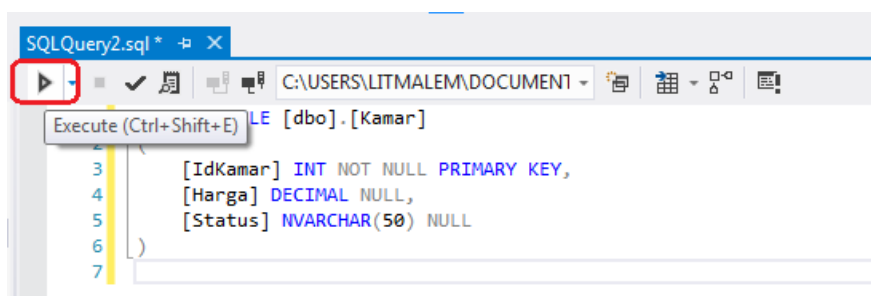 SQLQuery2.sql*
C:\USERS\LITMALEM\DOCUMENT
Execute (Ctrl+Shift+E)
LE [dbo].[Kamar]
2 (
3 [IdKamar] INT NOT NULL PRIMARY KEY,
4 [Harga] DECIMAL NULL,
5 [Status] NVARCHAR(50) NULL
6 )
7